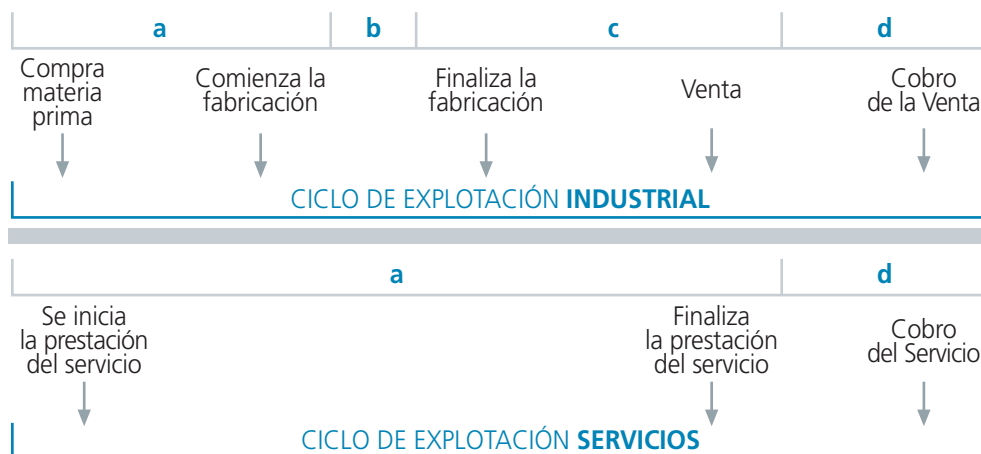 a b c d
Compra
materia
prima
Comienza la
fabricación
Finaliza la
fabricación
Venta
Cobro
de la Venta
CICLO DE EXPLOTACIÓN INDUSTRIAL
a d
Se inicia
la prestación
del servicio
Finaliza
la prestación
del servicio
Cobro
del Servicio
CICLO DE EXPLOTACIÓN SERVICIOS